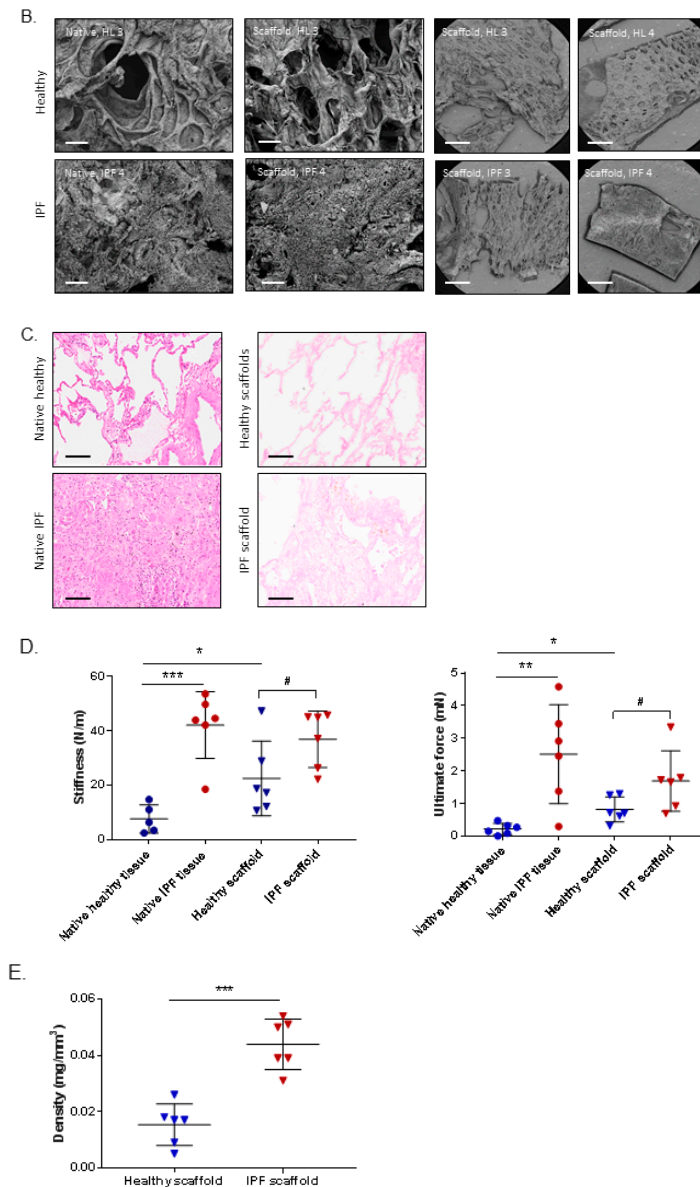 B.
Healthy
Native, HL 3
Scaffold, HL 3
Scaffold, HL 3
Scaffold, HL 4
IPF
Native, IPF 4
Scaffold, IPF 4
Scaffold, IPF 3
Scaffold, IPF 4
C.
Native healthy
Healthy scaffolds
Native IPF
IPF scaffold
D.
*
***
#
Stiffness (N/m)
60
40
20
0
Native healthy tissue
Native IPF tissue
Healthy scaffold
IPF scaffold
*
**
#
Ultimate force (mN)
5
4
3
2
1
0
Native healthy tissue
Native IPF tissue
Healthy scaffold
IPF scaffold
E.
***
Density (mg/mm³)
0.06
0.04
0.02
0.00
Healthy scaffold
IPF scaffold